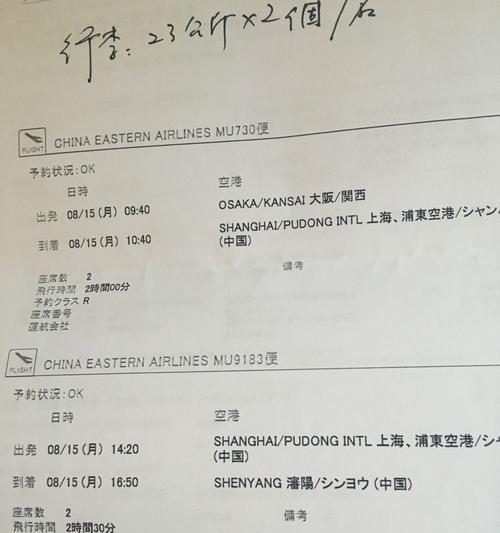 行李: 23公斤×2個/名
FLIGHT
CHINA EASTERN AIRLINES MU730便
予約状況:OK
日時 空港
出発 08/15(月) 09:40 OSAKA/KANSAI 大阪/関西
到着 08/15(月) 10:40 SHANGHAI/PUDONG INTL 上海、浦東空港/シャン
(中国)
備考
座席数 2
飛行時間 2時間00分
予約クラス R
座席番号
運航会社
FLIGHT
CHINA EASTERN AIRLINES MU9183便
予約状況:OK
日時 空港
出発 08/15(月) 14:20 SHANGHAI/PUDONG INTL 上海、浦東空港/シャ
(中国)
到着 08/15(月) 16:50 SHENYANG 瀋陽/シンヨウ(中国)
座席数 2 備考
飛行時間 2時間30分